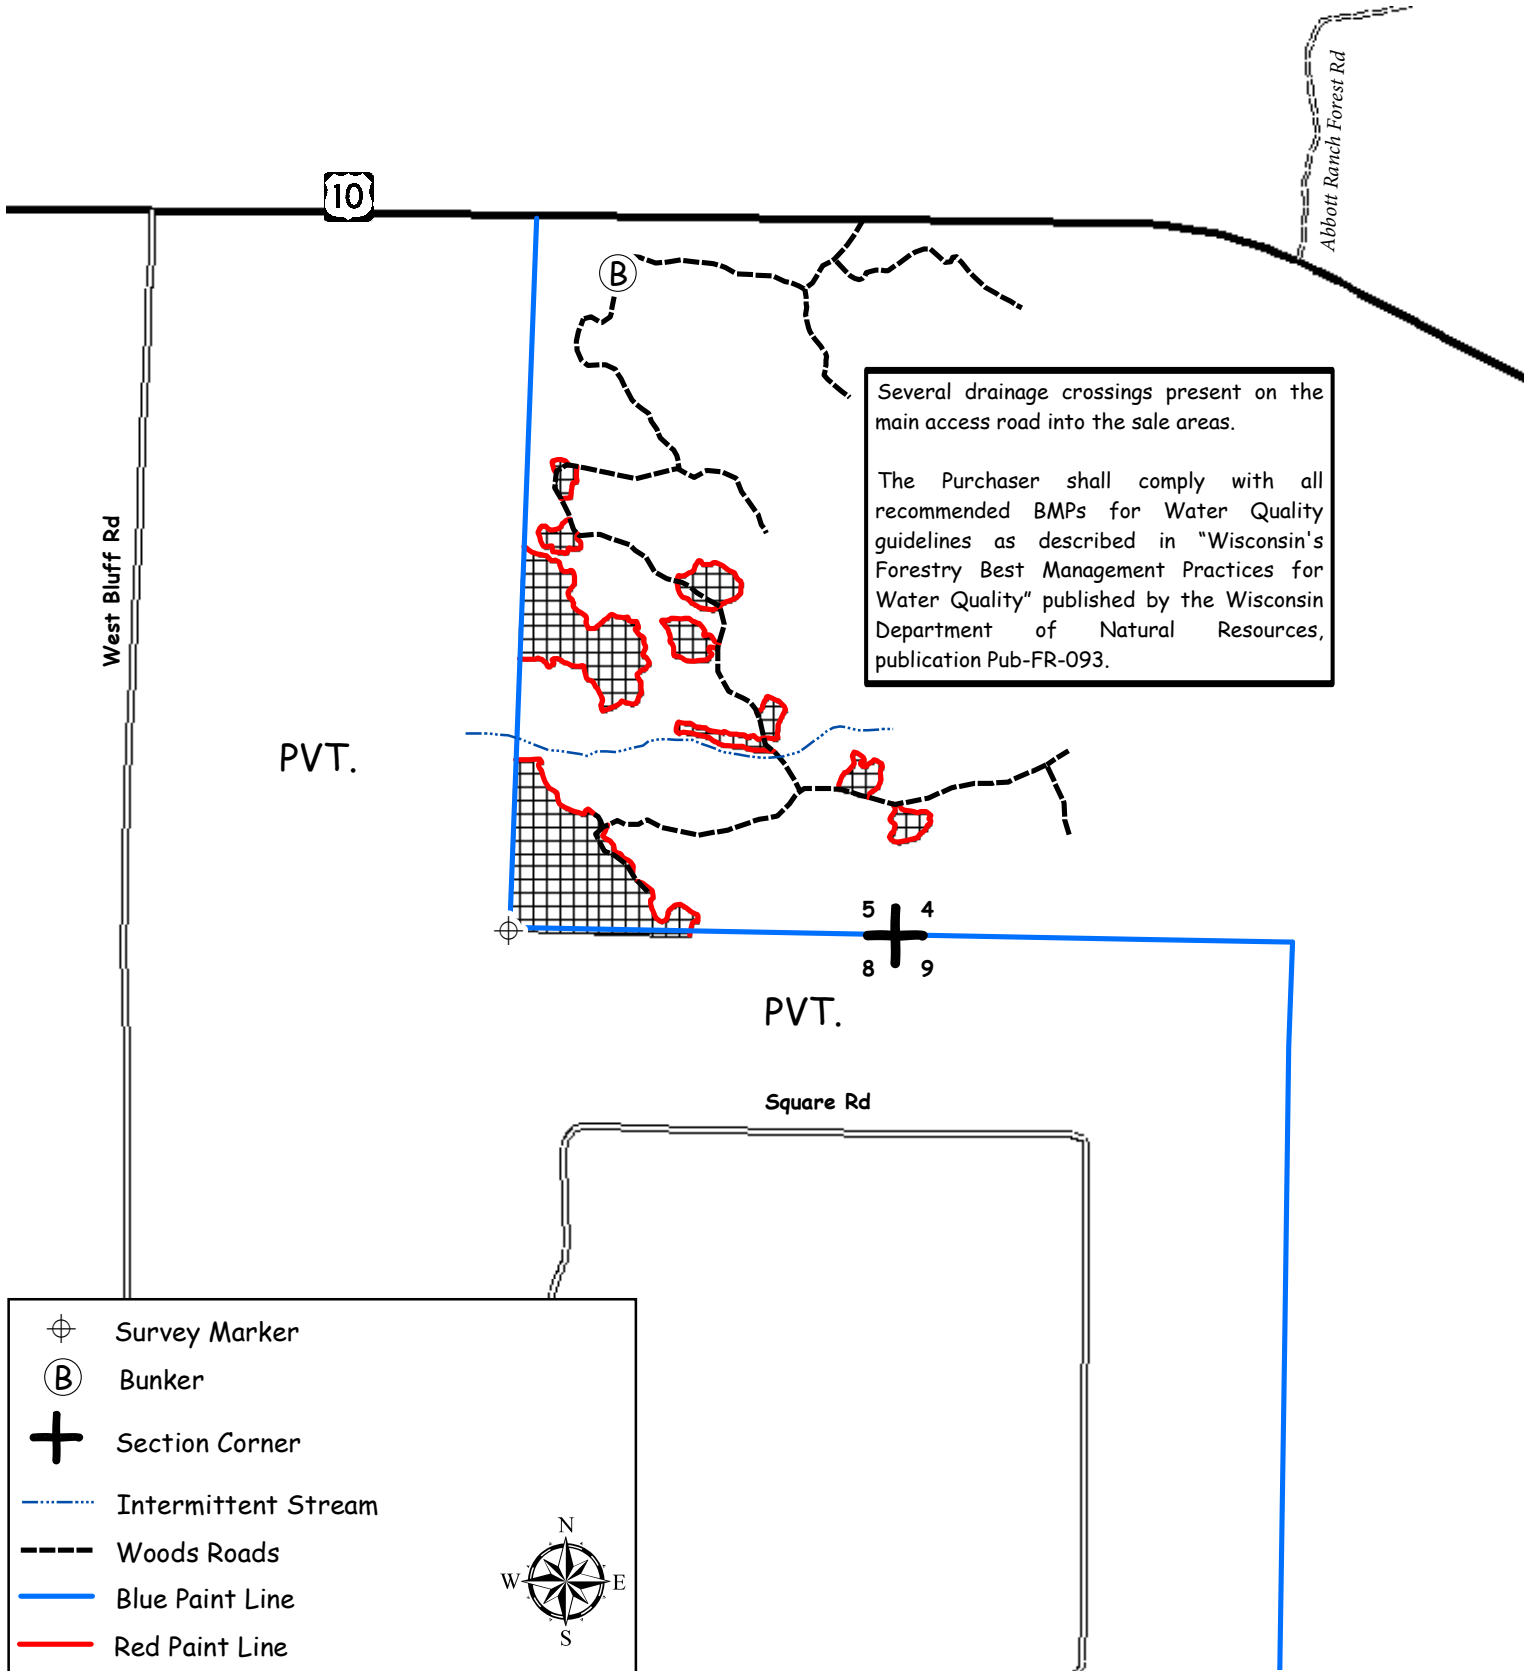 Abbott Ranch Forest Rd
10
B
Several drainage crossings present on the
main access road into the sale areas.
The Purchaser shall comply with all
recommended BMPs for Water Quality
guidelines as described in “Wisconsin's
Forestry Best Management Practices for
Water Quality” published by the Wisconsin
Department of Natural Resources,
publication Pub-FR-093.
West Bluff Rd
PVT.
5 4
8 9
PVT.
Square Rd
Survey Marker
B Bunker
Section Corner
Intermittent Stream
Woods Roads
Blue Paint Line
Red Paint Line
N
W E
S